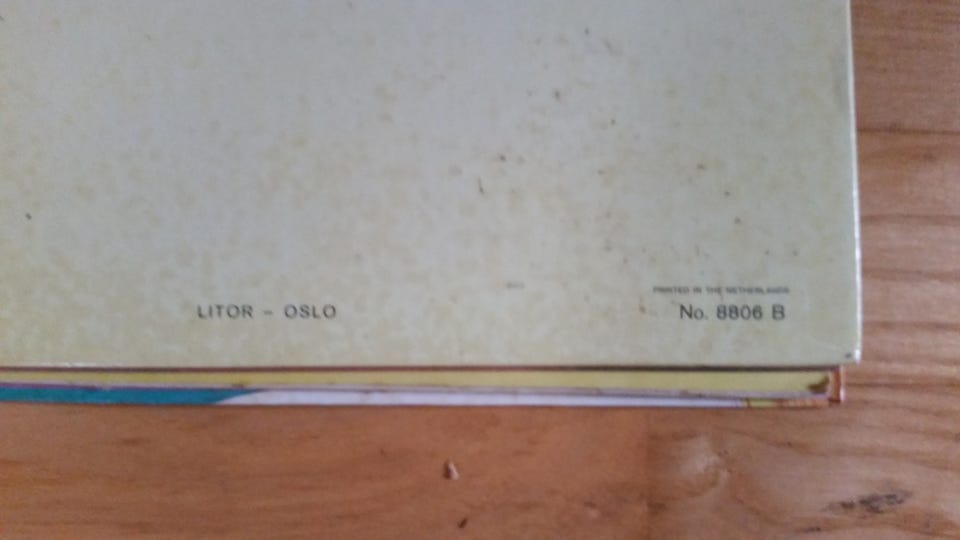 PRINTED IN THE NETHERLANDS
LITOR – OSLO
No. 8806 B